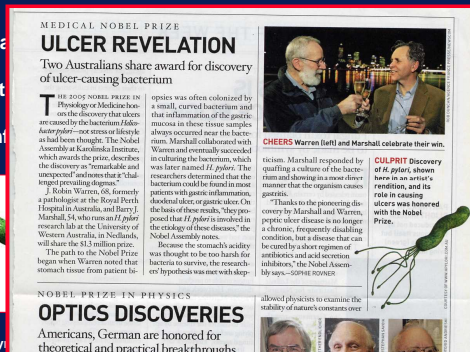 MEDICAL NOBEL PRIZE
ULCER REVELATION
Two Australians share award for discovery
of ulcer-causing bacterium
THE 2005 NOBEL PRIZE IN
Physiology or Medicine hon-
ors the discovery that ulcers
are caused by the bacterium Helico-
bacter pylori—not stress or lifestyle
as had been thought. The Nobel
Assembly at Karolinska Institute,
which awards the prize, describes
the discovery as "remarkable and
unexpected" and notes that it "chal-
lenged prevailing dogmas."
J. Robin Warren, 68, formerly
a pathologist at the Royal Perth
Hospital in Australia, and Barry J.
Marshall, 54, who runs an H. pylori
research lab at the University of
Western Australia, in Nedlands,
will share the $1.3 million prize.
The path to the Nobel Prize
began when Warren noted that
stomach tissue from patient bi-
opsies was often colonized by
a small, curved bacterium and
that inflammation of the gastric
mucosa in these tissue samples
always occurred near the bacte-
rium. Marshall collaborated with
Warren and eventually succeeded
in culturing the bacterium, which
was later named H. pylori. The
researchers determined that the
bacterium could be found in most
patients with gastric inflammation,
duodenal ulcer, or gastric ulcer. On
the basis of these results, "they pro-
posed that H. pylori is involved in
the etiology of these diseases," the
Nobel Assembly notes.
Because the stomach's acidity
was thought to be too harsh for
bacteria to survive, the research-
ers' hypothesis was met with skep-
CHEERS Warren (left) and Marshall celebrate their win.
ticism. Marshall responded by
quaffing a culture of the bacte-
rium and showing in a most direct
manner that the organism causes
gastritis.
"Thanks to the pioneering dis-
covery by Marshall and Warren,
peptic ulcer disease is no longer
a chronic, frequently disabling
condition, but a disease that can
be cured by a short regimen of
antibiotics and acid secretion
inhibitors," the Nobel Assem-
bly says.—SOPHIE ROVNER
CULPRIT Discovery
of H. pylori, shown
here in an artist's
rendition, and its
role in causing
ulcers was honored
with the Nobel
Prize.
NOBEL PRIZE IN PHYSICS
OPTICS DISCOVERIES
Americans, German are honored for
theoretical and practical breakthroughs
allowed physicists to examine the
stability of nature's constants over